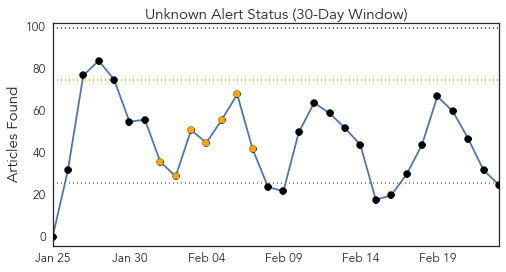 Unknown Alert Status (30-Day Window)
Articles Found
100
80
60
40
20
0
Jan 25 Jan 30 Feb 04 Feb 09 Feb 14 Feb 19